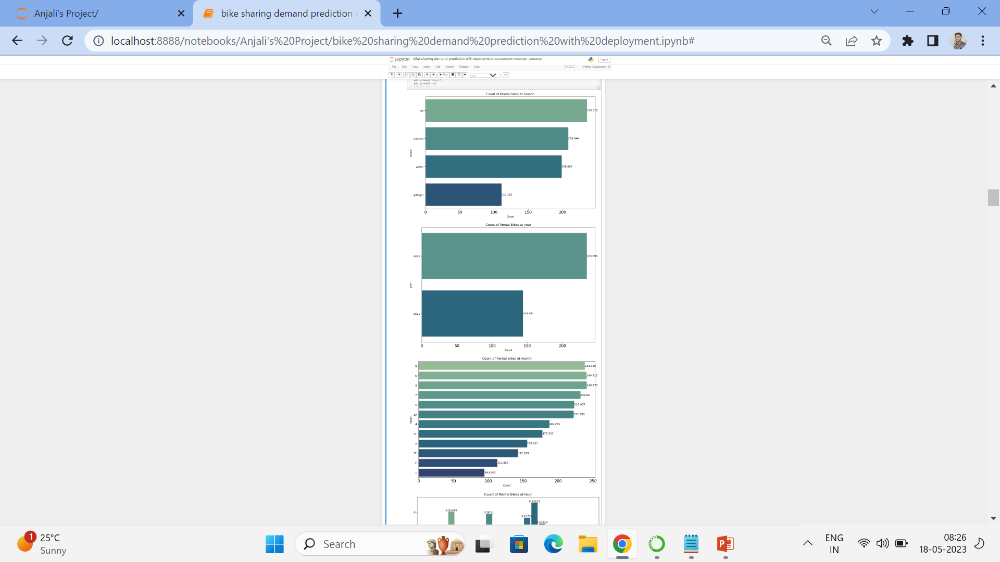 Anjali's Project/
bike sharing demand prediction
localhost:8888/notebooks/Anjali's%20Project/bike%20sharing%20demand%20prediction%20with%20deployment.ipynb#
jupyter bike sharing demand prediction with deployment Last Checkpoint: 9 hours ago (autosaved)
Logout
File Edit View Insert Cell Kernel Widgets Help
Trusted
Python 3 (ipykernel)
Run
Code
plt.xlabel('Count')
plt.ylabel(col)
Count of Rental Bikes at season
fall
236.016
summer
208.344
winter
springer
111.162
season
0 50 100 150 200
Count
Count of Rental Bikes at year
2012
234.666
2011
143.797
year
0 50 100 150 200
Count
Count of Rental Bikes at month
8
238.098
6
240.515
9
240.773
7
231.82
5
222.907
10
222.159
4
187.261
11
177.335
3
155.411
12
142.289
2
112.865
1
94.4248
month
0 50 100 150 200 250
Count
Count of Rental Bikes at hour
6
6.03449
5.9011
5.67778
6.53125
5.33333
1
25°C
Sunny
Search
ENG
IN
08:26
18-05-2023